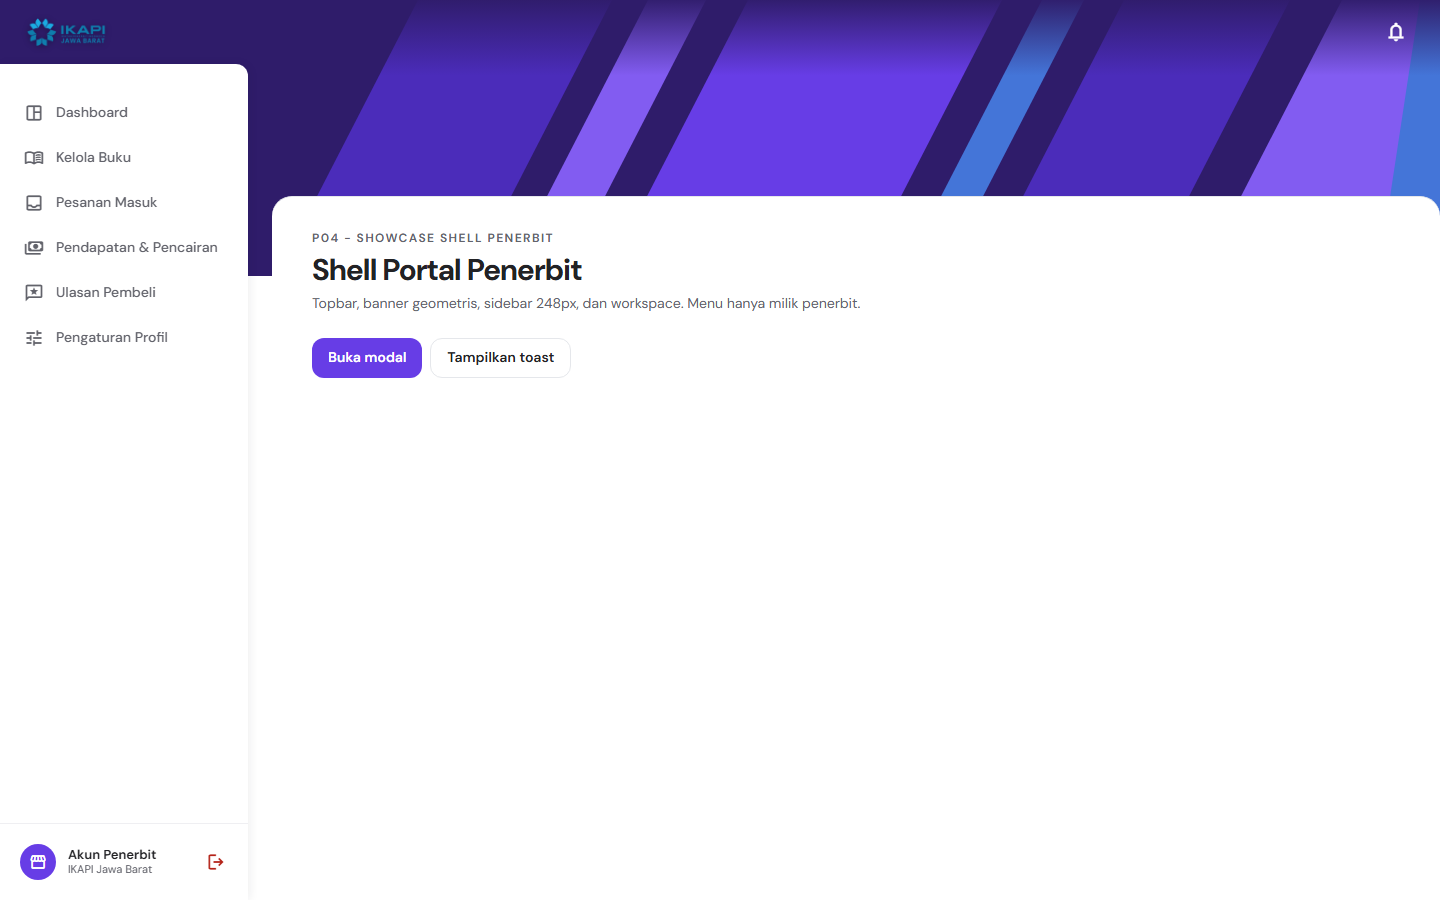 IKAPI
JAWA BARAT
Dashboard
Kelola Buku
Pesanan Masuk
Pendapatan & Pencairan
Ulasan Pembeli
Pengaturan Profil
Akun Penerbit
IKAPI Jawa Barat
P04 - SHOWCASE SHELL PENERBIT
Shell Portal Penerbit
Topbar, banner geometris, sidebar 248px, dan workspace. Menu hanya milik penerbit.
Buka modal
Tampilkan toast